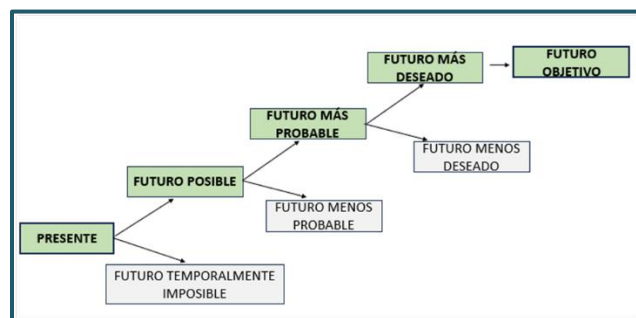 FUTURO MÁS
DESEADO
FUTURO
OBJETIVO
FUTURO MÁS
PROBABLE
FUTURO MENOS
DESEADO
FUTURO POSIBLE
FUTURO MENOS
PROBABLE
PRESENTE
FUTURO TEMPORALMENTE
IMPOSIBLE